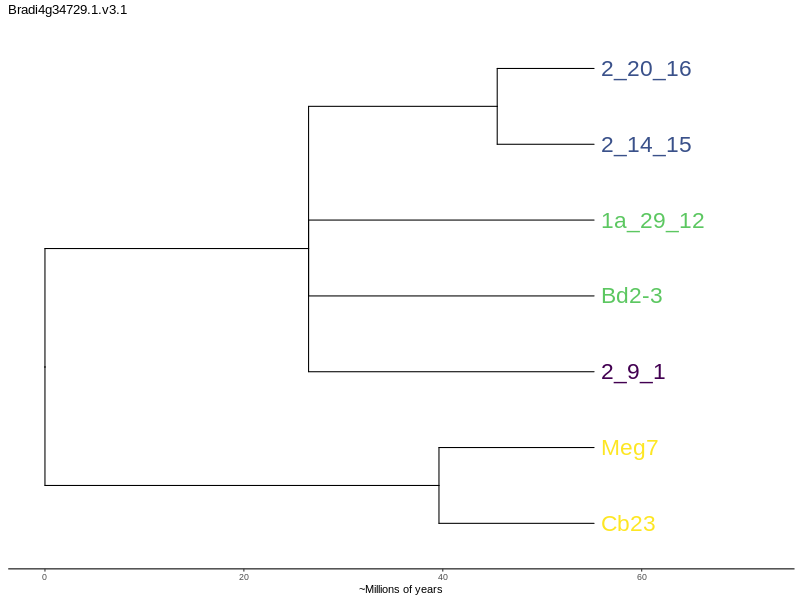 Bradi4g34729.1.v3.1
2_20_16
2_14_15
1a_29_12
Bd2-3
2_9_1
Meg7
Cb23
0 20 40 60
~Millions of years